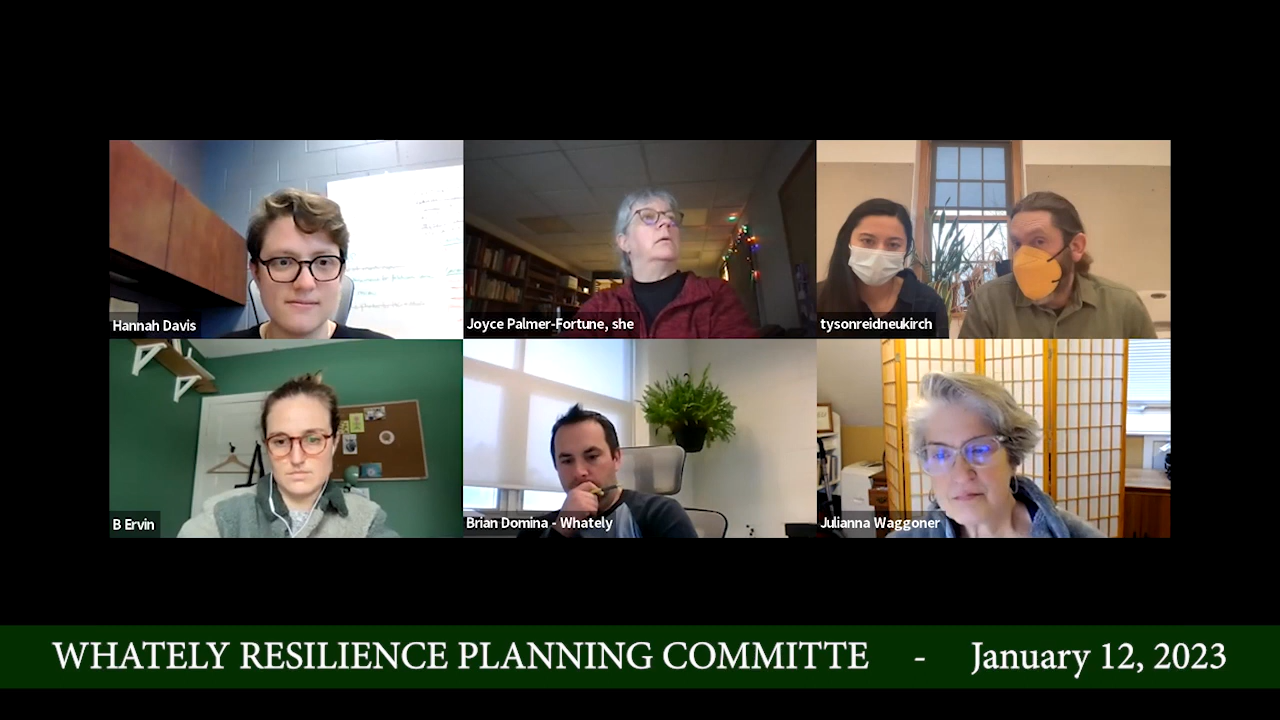 Hannah Davis
Joyce Palmer-Fortune, she
tysonreidneukirch
B Ervin
Brian Domina - Whately
Julianna Waggoner
WHATELY RESILIENCE PLANNING COMMITTE - January 12, 2023